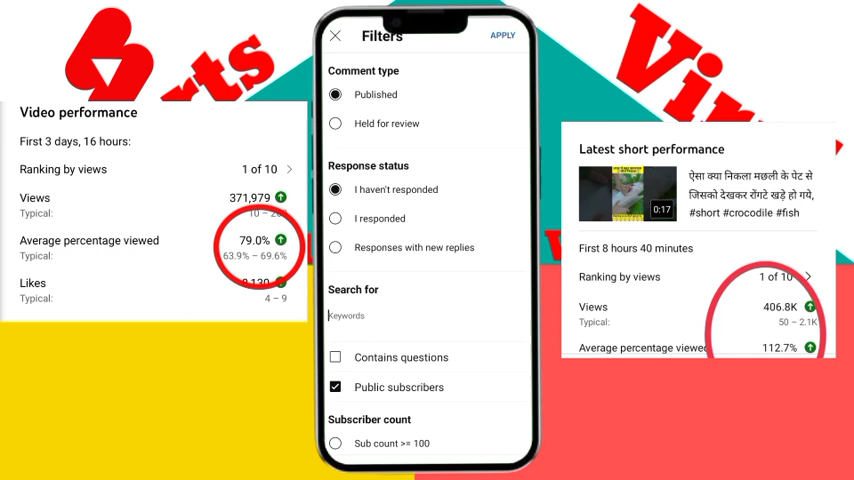 rts
Video performance
First 3 days, 16 hours:
Ranking by views 1 of 10
Views 371,979
Typical:
Average percentage viewed 79.0%
Typical: 63.9% – 69.6%
Likes
Typical: 4 – 9
Filters APPLY
Comment type
Published
Held for review
Response status
I haven't responded
I responded
Responses with new replies
Search for
Keywords
Contains questions
Public subscribers
Subscriber count
Sub count >= 100
Latest short performance
ऐसा क्या निकला मछली के पेट से
जिसको देखकर रोंगटे खड़े हो गये,
#short #crocodile #fish
0:17
First 8 hours 40 minutes
Ranking by views 1 of 10
Views 406.8K
Typical: 50 – 2.1K
Average percentage viewed 112.7%